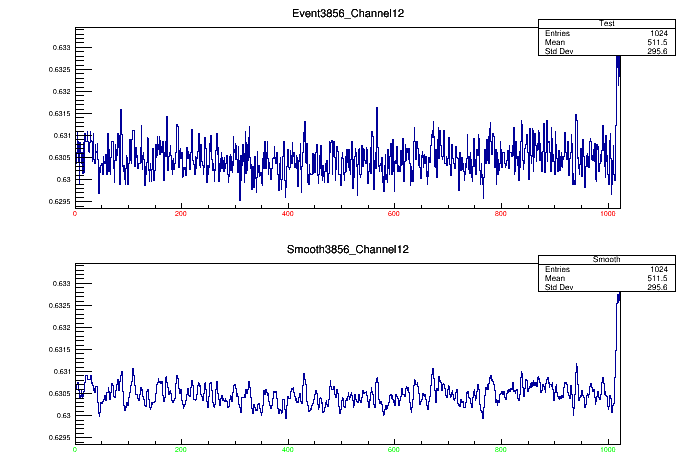 Event3856_Channel12
Test
Entries 1024
Mean 511.5
Std Dev 295.6
0.633
0.6325
0.632
0.6315
0.631
0.6305
0.63
0.6295
0 200 400 600 800 1000
Smooth3856_Channel12
Smooth
Entries 1024
Mean 511.5
Std Dev 295.6
0.633
0.6325
0.632
0.6315
0.631
0.6305
0.63
0.6295
0 200 400 600 800 1000